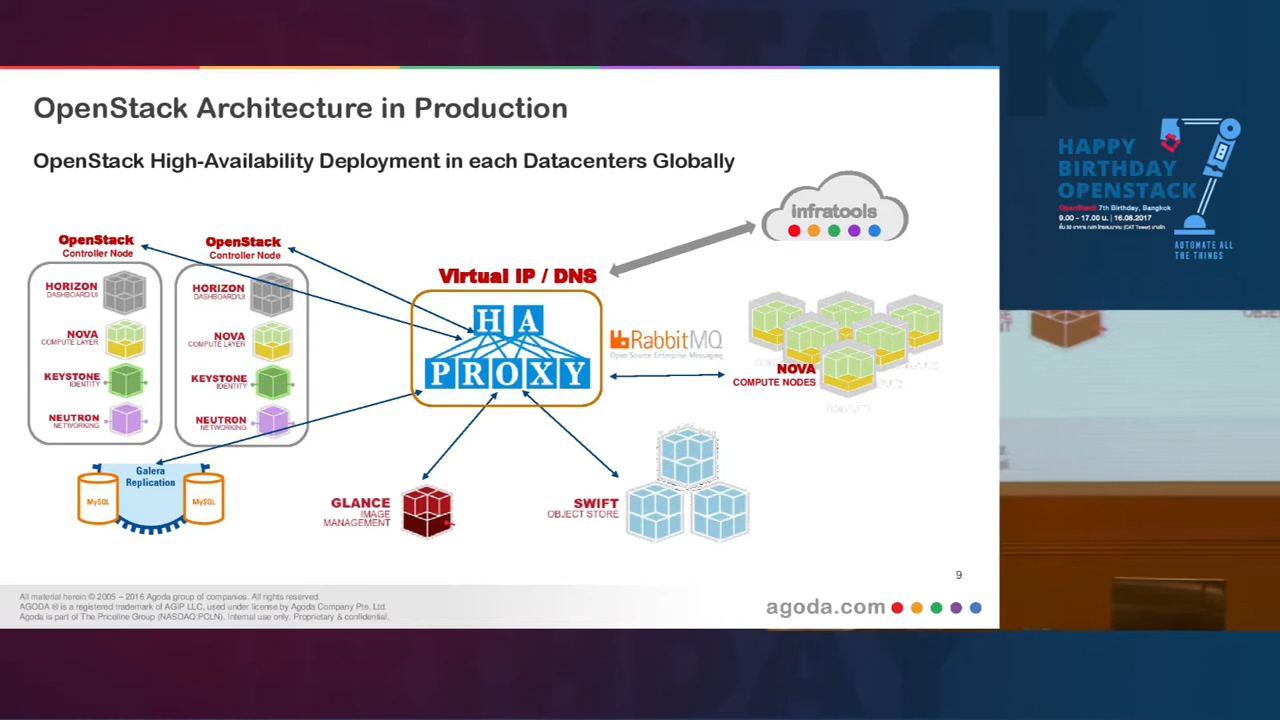 OpenStack Architecture in Production
OpenStack High-Availability Deployment in each Datacenters Globally
infratools
OpenStack
Controller Node
HORIZON
DASHBOARD/UI
NOVA
COMPUTE LAYER
KEYSTONE
IDENTITY
NEUTRON
NETWORKING
OpenStack
Controller Node
HORIZON
DASHBOARD/UI
NOVA
COMPUTE LAYER
KEYSTONE
IDENTITY
NEUTRON
NETWORKING
Virtual IP / DNS
HA
PROXY
RabbitMQ
Open Source Enterprise Messaging
NOVA
COMPUTE NODES
Galera
Replication
MySQL
MySQL
GLANCE
IMAGE
MANAGEMENT
SWIFT
OBJECT STORE
9
All material herein © 2005 – 2016 Agoda group of companies. All rights reserved.
AGODA ® is a registered trademark of AGIP LLC, used under license by Agoda Company Pte. Ltd.
Agoda is part of The Priceline Group (NASDAQ:PCLN). Internal use only. Proprietary & confidential.
agoda.com
HAPPY
BIRTHDAY
OPENSTACK
OpenStack 7th Birthday, Bangkok
9.00 - 17.00 น. | 16.08.2017
AUTOMATE ALL
THE THINGS